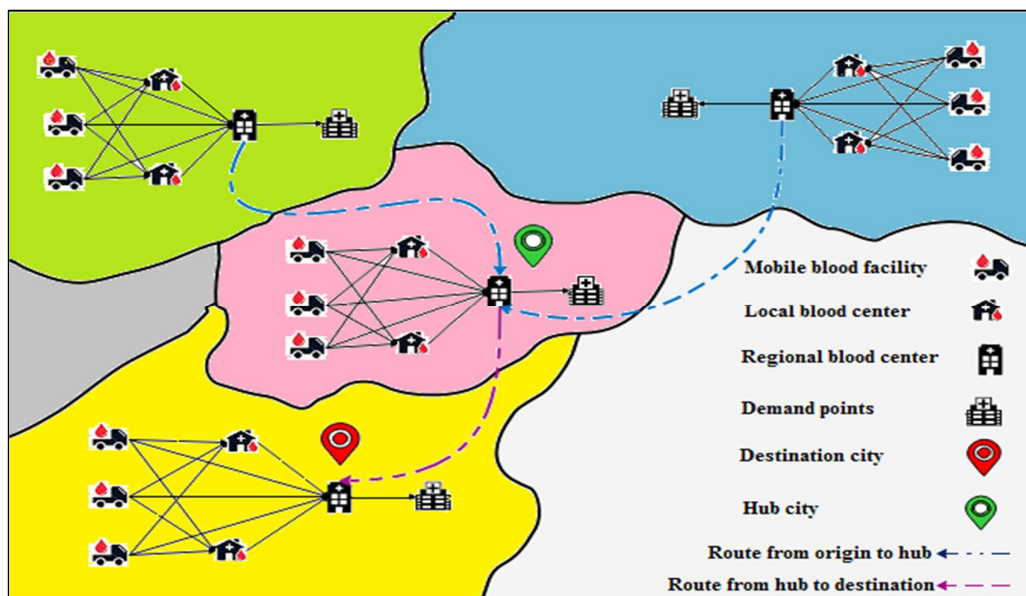 Mobile blood facility
Local blood center
Regional blood center
Demand points
Destination city
Hub city
Route from origin to hub
Route from hub to destination